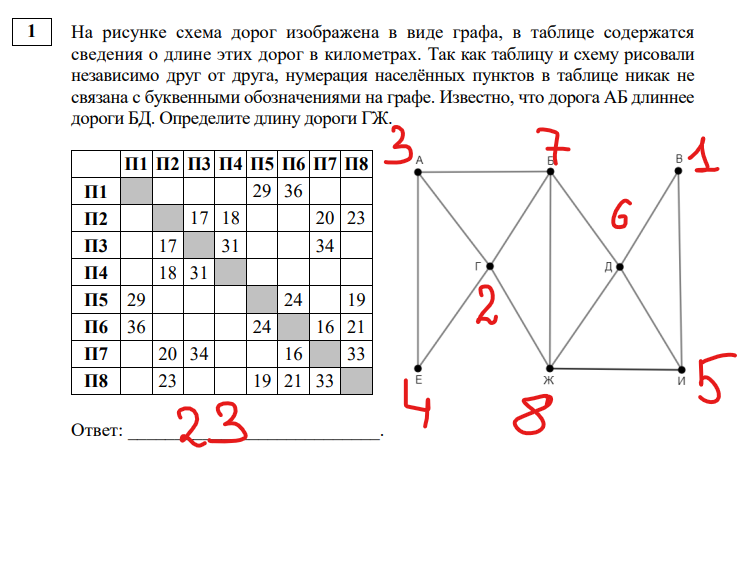 1
На рисунке схема дорог изображена в виде графа, в таблице содержатся
сведения о длине этих дорог в километрах. Так как таблицу и схему рисовали
независимо друг от друга, нумерация населённых пунктов в таблице никак не
связана с буквенными обозначениями на графе. Известно, что дорога АБ длиннее
дороги БД. Определите длину дороги ГЖ.
П1 П2 П3 П4 П5 П6 П7 П8
П1 29 36
П2 17 18 20 23
П3 17 31 34
П4 18 31
П5 29 24 19
П6 36 24 16 21
П7 20 34 16 33
П8 23 19 21 33
3 7 1
А Б В
6
Г Д
2
Е Ж И
4 8 5
Ответ: 23.